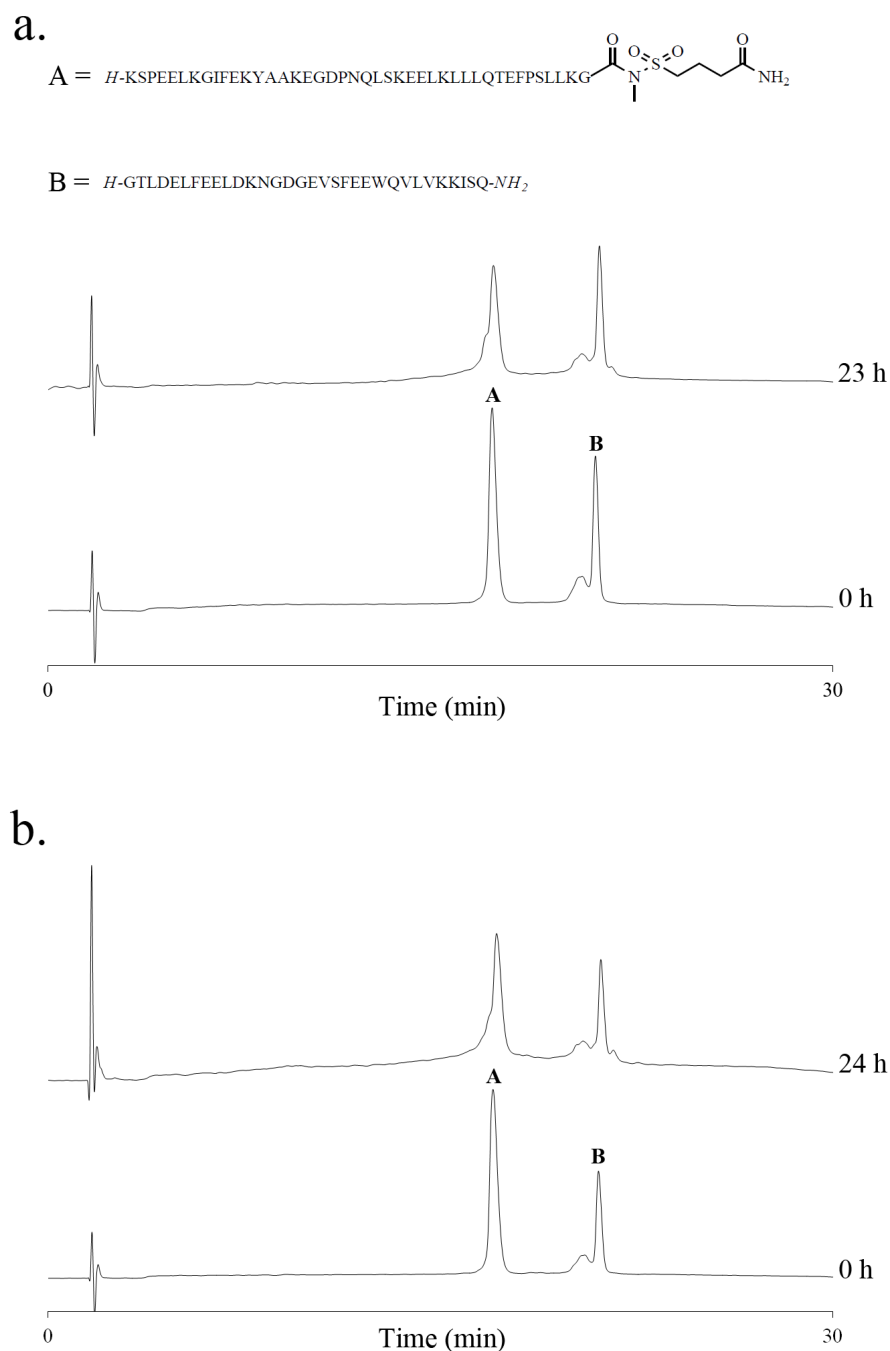 a.
A = H-KSPEELKGIFEKYAAKEGDPNQLSKEELKLLLQTEFPSLLKG
O
O O
S
N
O
NH2
B = H-GTLDELFEELDKNGDGEVSFEEWQVLVKKISQ-NH2
23 h
A
B
0 h
0 30
Time (min)
b.
24 h
A
B
0 h
0 30
Time (min)